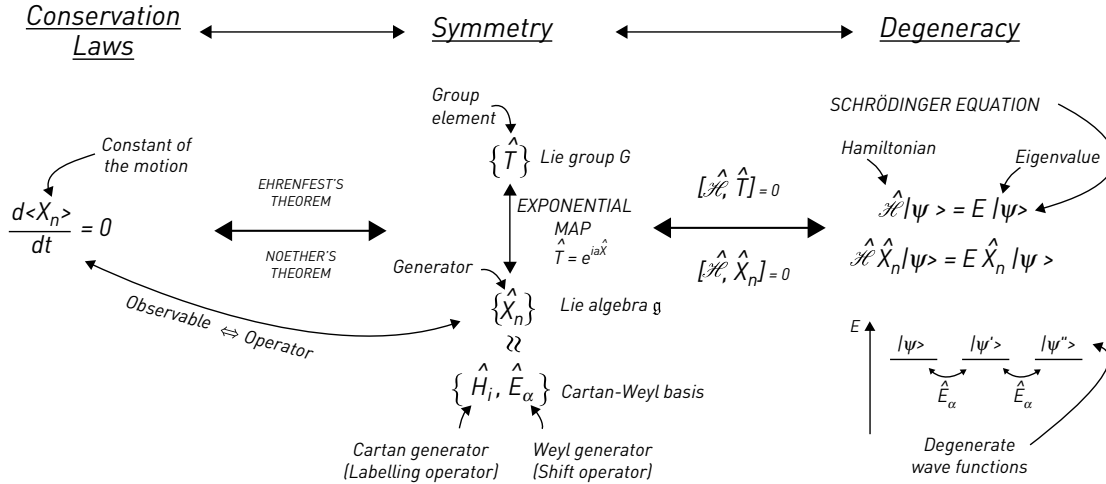 Conservation
Laws
Symmetry
Degeneracy
Constant of
the motion
d<X_n>
dt
= 0
EHRENFEST'S
THEOREM
NOETHER'S
THEOREM
Observable ⇔ Operator
Group
element
{T̂} Lie group G
EXPONENTIAL
MAP
T̂ = e^{iaX̂}
Generator
{X̂_n} Lie algebra 𝔤
≈
{Ĥ_i, Ê_α} Cartan-Weyl basis
Cartan generator
(Labelling operator)
Weyl generator
(Shift operator)
[ℋ̂, T̂] = 0
[ℋ̂, X̂_n] = 0
SCHRÖDINGER EQUATION
Hamiltonian
Eigenvalue
ℋ̂|ψ > = E |ψ>
ℋ̂ X̂_n|ψ> = E X̂_n |ψ >
E
|ψ> |ψ'> |ψ">
Ê_α Ê_α
Degenerate
wave functions